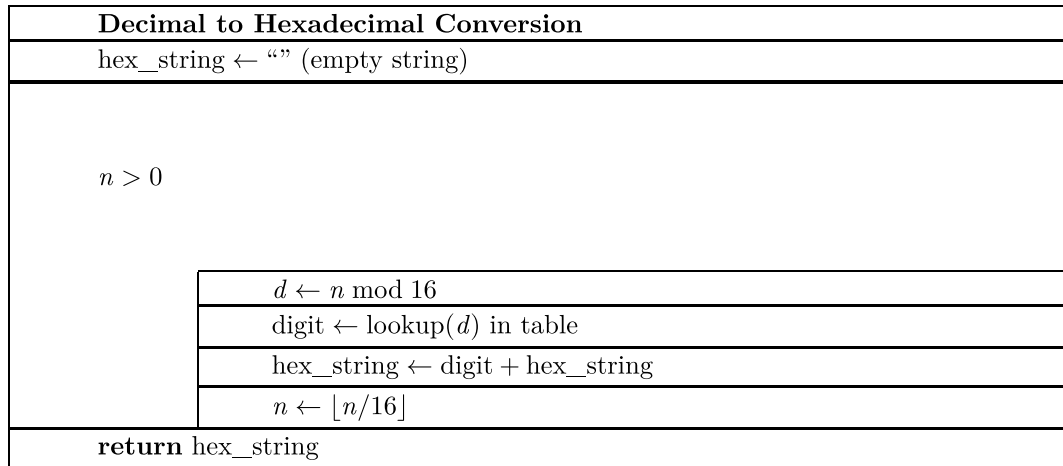 Decimal to Hexadecimal Conversion
hex_string ← “” (empty string)
n > 0
d ← n mod 16
digit ← lookup(d) in table
hex_string ← digit + hex_string
n ← ⌊n/16⌋
return hex_string